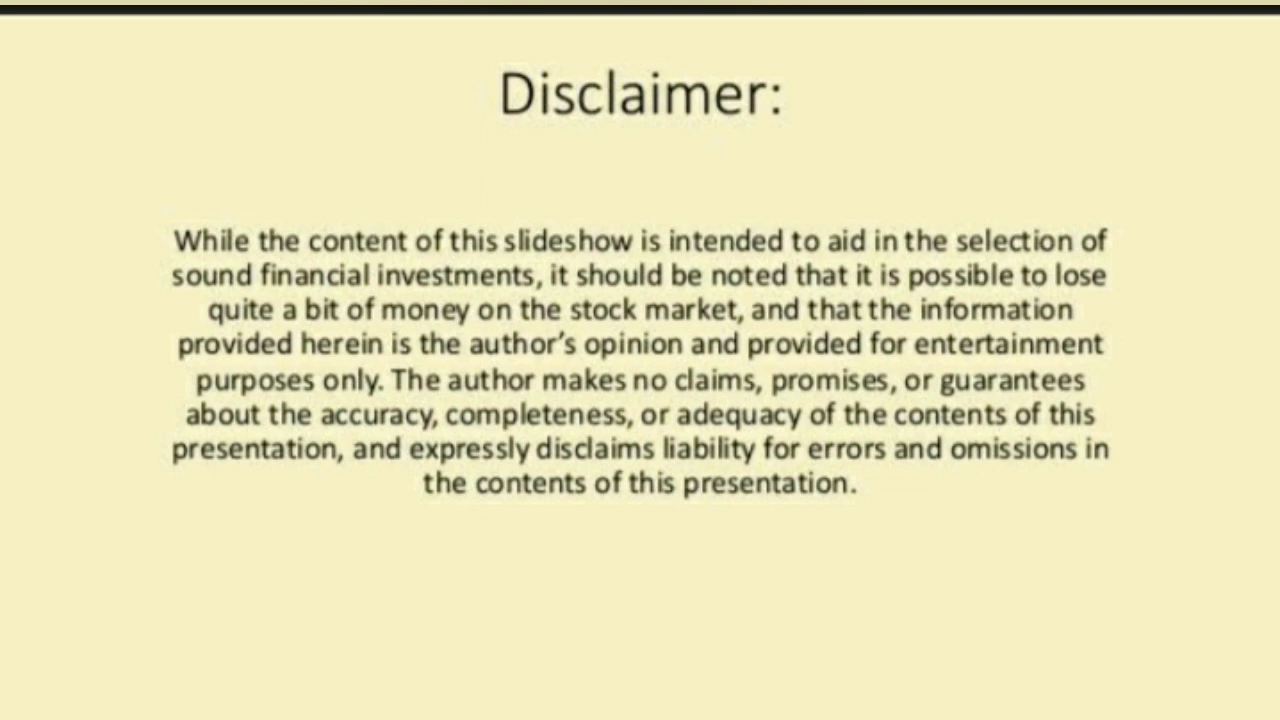 Disclaimer:
While the content of this slideshow is intended to aid in the selection of
sound financial investments, it should be noted that it is possible to lose
quite a bit of money on the stock market, and that the information
provided herein is the author’s opinion and provided for entertainment
purposes only. The author makes no claims, promises, or guarantees
about the accuracy, completeness, or adequacy of the contents of this
presentation, and expressly disclaims liability for errors and omissions in
the contents of this presentation.